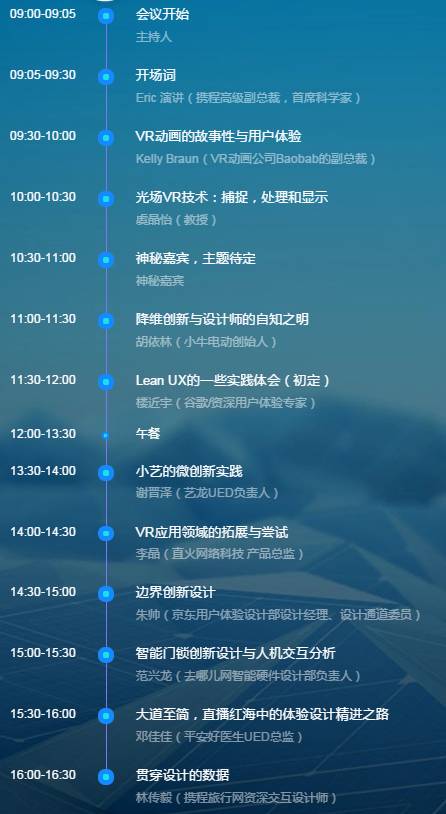 09:00-09:05 会议开始
主持人
09:05-09:30 开场词
Eric 演讲（携程高级副总裁，首席科学家）
09:30-10:00 VR动画的故事性与用户体验
Kelly Braun（VR动画公司Baobab的副总裁）
10:00-10:30 光场VR技术：捕捉，处理和显示
虞晶怡（教授）
10:30-11:00 神秘嘉宾，主题待定
神秘嘉宾
11:00-11:30 降维创新与设计师的自知之明
胡依林（小牛电动创始人）
11:30-12:00 Lean UX的一些实践体会（初定）
楼近宇（谷歌/资深用户体验专家）
12:00-13:30 午餐
13:30-14:00 小艺的微创新实践
谢晋泽（艺龙UED负责人）
14:00-14:30 VR应用领域的拓展与尝试
李晶（直火网络科技 产品总监）
14:30-15:00 边界创新设计
朱帅（京东用户体验设计部设计经理、设计通道委员）
15:00-15:30 智能门锁创新设计与人机交互分析
范兴龙（去哪儿网智能硬件设计部负责人）
15:30-16:00 大道至简，直播红海中的体验设计精进之路
邓佳佳（平安好医生UED总监）
16:00-16:30 贯穿设计的数据
林传毅（携程旅行网资深交互设计师）